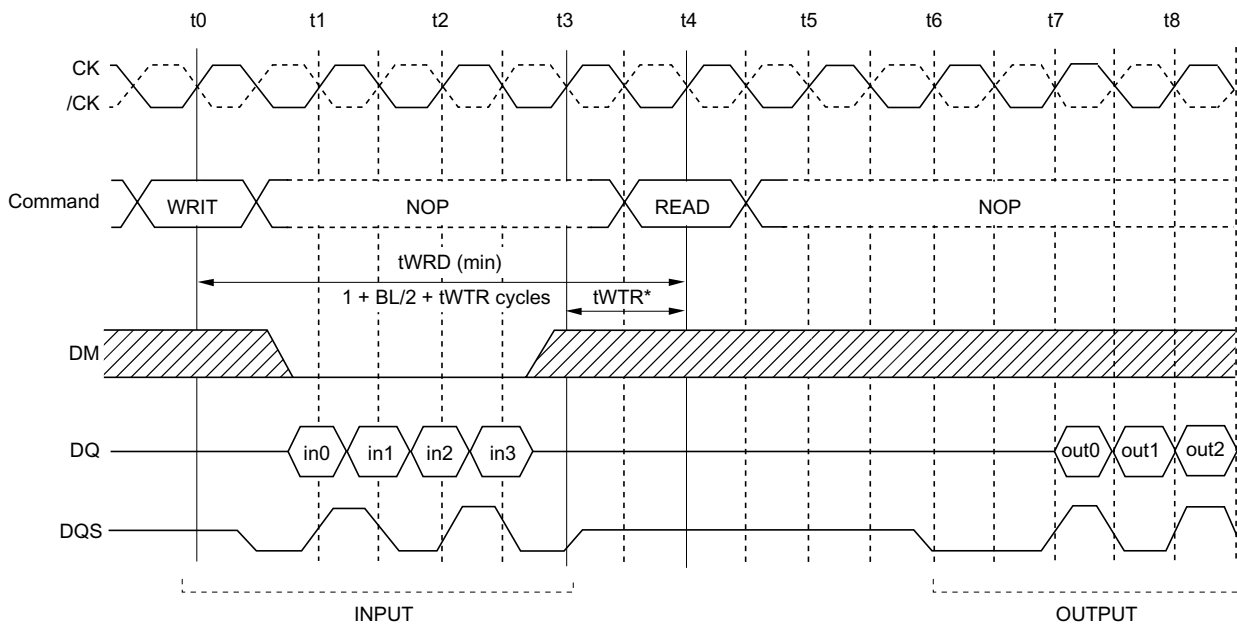 t0 t1 t2 t3 t4 t5 t6 t7 t8
CK
/CK
Command WRIT NOP READ NOP
tWRD (min)
1 + BL/2 + tWTR cycles tWTR*
DM
DQ in0 in1 in2 in3 out0 out1 out2
DQS
INPUT OUTPUT